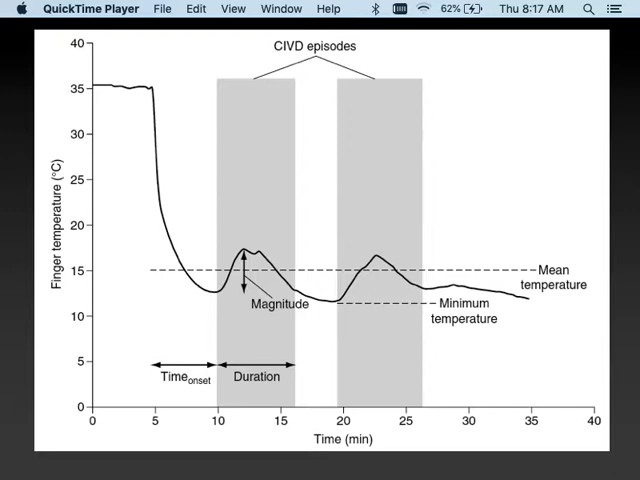 QuickTime Player File Edit View Window Help 62% Thu 8:17 AM
CIVD episodes
40
35
30
25
20
15
10
5
0
Finger temperature (°C)
Mean
temperature
Magnitude
Minimum
temperature
Timeonset
Duration
0 5 10 15 20 25 30 35 40
Time (min)